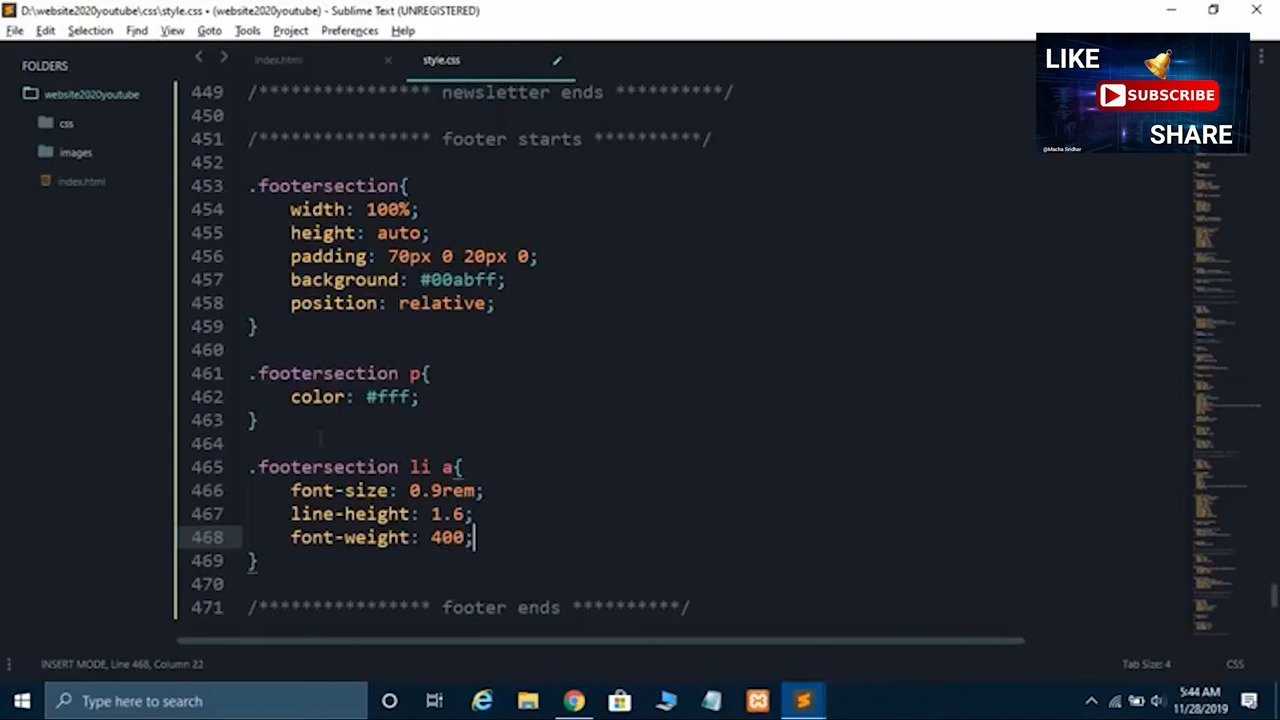 D:\website2020youtube\css\style.css • (website2020youtube) - Sublime Text (UNREGISTERED)
File Edit Selection Find View Goto Tools Project Preferences Help
FOLDERS
website2020youtube
css
images
index.html
index.html
style.css
LIKE
SUBSCRIBE
SHARE
@Macha Sridhar
449 /**************** newsletter ends **********/
450
451 /**************** footer starts **********/
452
453 .footersection{
454 width: 100%;
455 height: auto;
456 padding: 70px 0 20px 0;
457 background: #00abff;
458 position: relative;
459 }
460
461 .footersection p{
462 color: #fff;
463 }
464
465 .footersection li a{
466 font-size: 0.9rem;
467 line-height: 1.6;
468 font-weight: 400;
469 }
470
471 /**************** footer ends **********/
INSERT MODE, Line 468, Column 22
Tab Size: 4
CSS
Type here to search
5:44 AM
11/28/2019